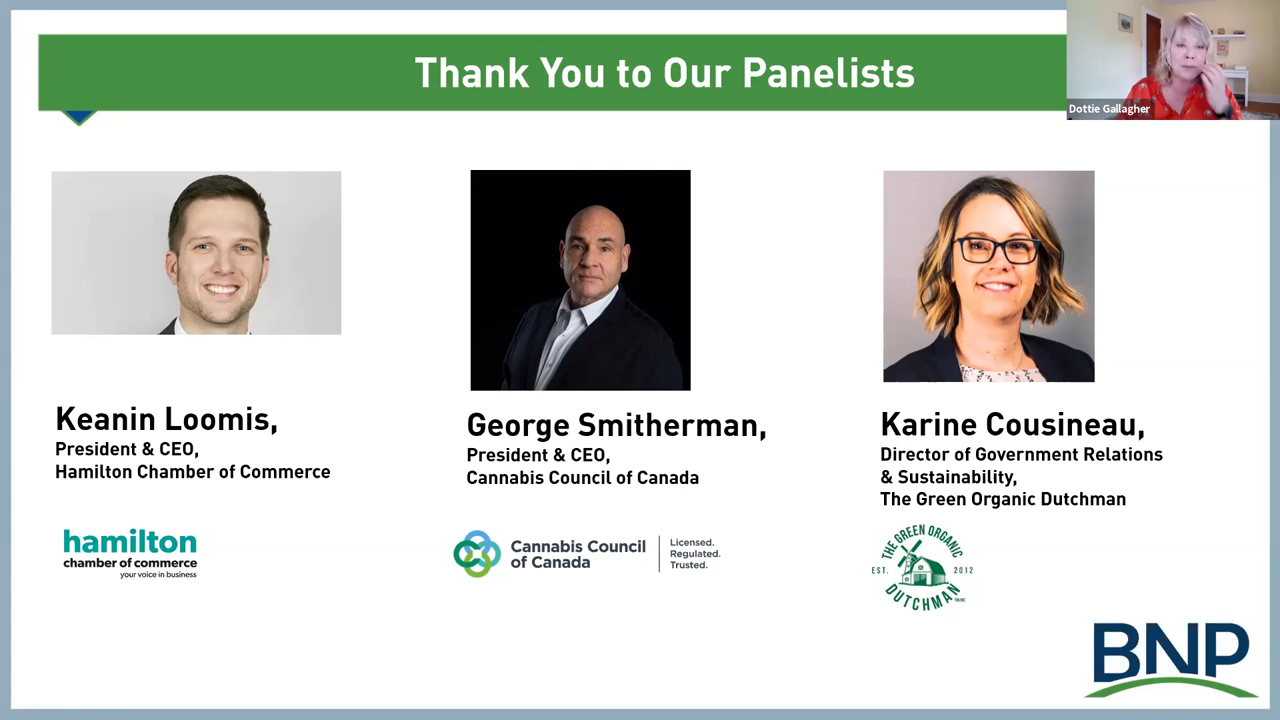 Thank You to Our Panelists
Dottie Gallagher
Keanin Loomis,
President & CEO,
Hamilton Chamber of Commerce
hamilton
chamber of commerce
your voice in business
George Smitherman,
President & CEO,
Cannabis Council of Canada
Cannabis Council
of Canada
Licensed.
Regulated.
Trusted.
Karine Cousineau,
Director of Government Relations
& Sustainability,
The Green Organic Dutchman
THE GREEN ORGANIC
EST. 2012
DUTCHMAN
BNP